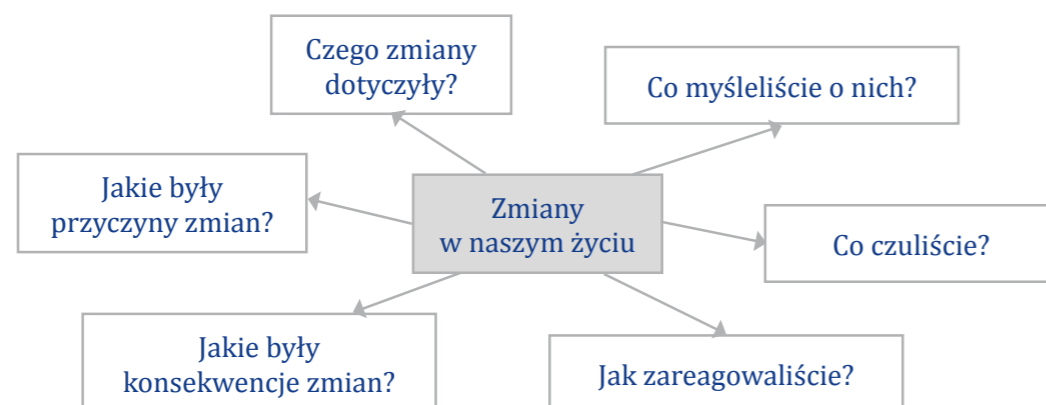 Czego zmiany
dotyczyły?
Co myśleliście o nich?
Jakie były
przyczyny zmian?
Zmiany
w naszym życiu
Co czuliście?
Jakie były
konsekwencje zmian?
Jak zareagowaliście?